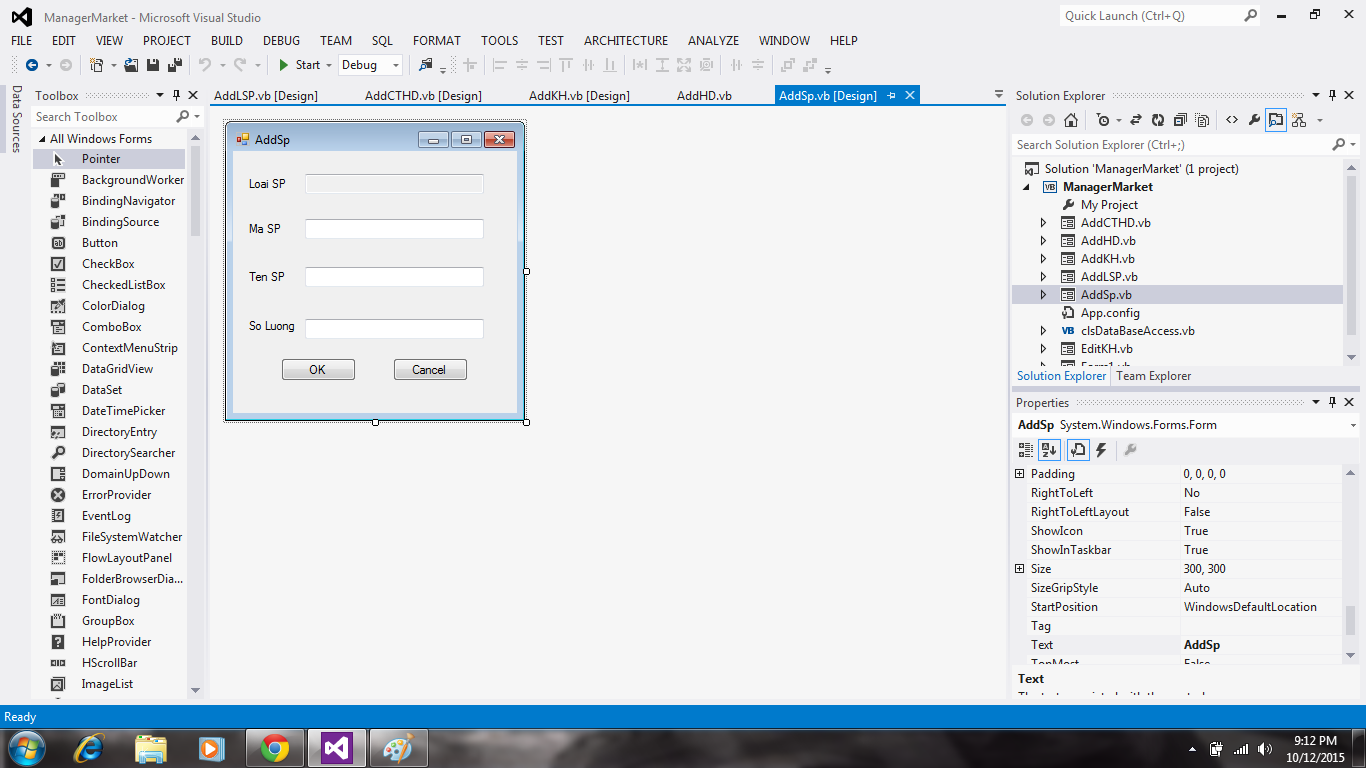 ManagerMarket - Microsoft Visual Studio
Quick Launch (Ctrl+Q)
FILE EDIT VIEW PROJECT BUILD DEBUG TEAM SQL FORMAT TOOLS TEST ARCHITECTURE ANALYZE WINDOW HELP
Start Debug
Data Sources
Toolbox
Search Toolbox
All Windows Forms
Pointer
BackgroundWorker
BindingNavigator
BindingSource
Button
CheckBox
CheckedListBox
ColorDialog
ComboBox
ContextMenuStrip
DataGridView
DataSet
DateTimePicker
DirectoryEntry
DirectorySearcher
DomainUpDown
ErrorProvider
EventLog
FileSystemWatcher
FlowLayoutPanel
FolderBrowserDia...
FontDialog
GroupBox
HelpProvider
HScrollBar
ImageList
AddLSP.vb [Design] AddCTHD.vb [Design] AddKH.vb [Design] AddHD.vb AddSp.vb [Design]
AddSp
Loai SP
Ma SP
Ten SP
So Luong
OK Cancel
Solution Explorer
Search Solution Explorer (Ctrl+;)
Solution 'ManagerMarket' (1 project)
VB ManagerMarket
My Project
AddCTHD.vb
AddHD.vb
AddKH.vb
AddLSP.vb
AddSp.vb
App.config
VB clsDataBaseAccess.vb
EditKH.vb
Form1.vb
Solution Explorer Team Explorer
Properties
AddSp System.Windows.Forms.Form
Padding 0, 0, 0, 0
RightToLeft No
RightToLeftLayout False
ShowIcon True
ShowInTaskbar True
Size 300, 300
SizeGripStyle Auto
StartPosition WindowsDefaultLocation
Tag
Text AddSp
TopMost False
Text
Ready
9:12 PM
10/12/2015